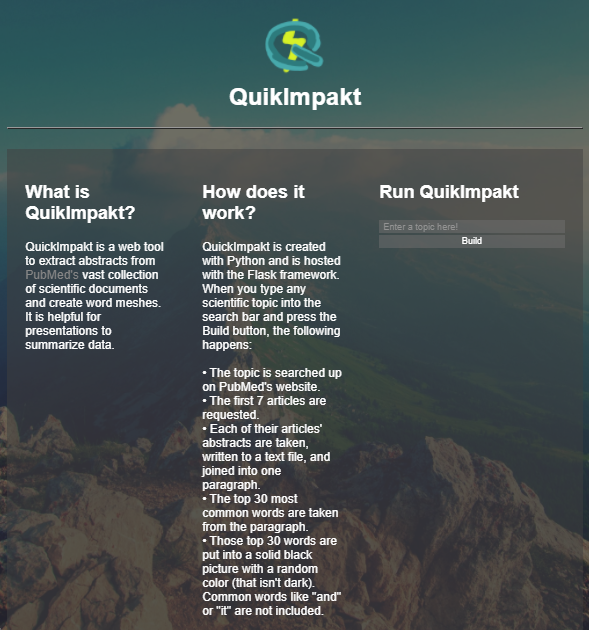 QuikImpakt
What is
QuikImpakt?
QuickImpakt is a web tool
to extract abstracts from
PubMed's vast collection
of scientific documents
and create word meshes.
It is helpful for
presentations to
summarize data.
How does it
work?
QuickImpakt is created
with Python and is hosted
with the Flask framework.
When you type any
scientific topic into the
search bar and press the
Build button, the following
happens:
• The topic is searched up
on PubMed's website.
• The first 7 articles are
requested.
• Each of their articles'
abstracts are taken,
written to a text file, and
joined into one
paragraph.
• The top 30 most
common words are taken
from the paragraph.
• Those top 30 words are
put into a solid black
picture with a random
color (that isn't dark).
Common words like "and"
or "it" are not included.
Run QuikImpakt
Enter a topic here!
Build